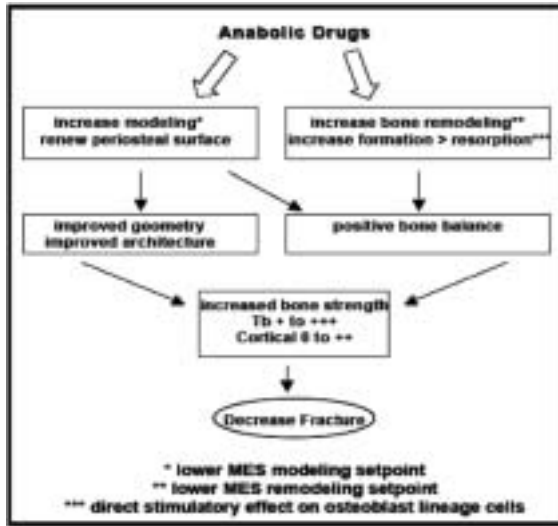 Anabolic Drugs
increase modeling*
renew periosteal surface
increase bone remodeling**
increase formation > resorption***
improved geometry
improved architecture
positive bone balance
increased bone strength
Tb + to +++
Cortical 0 to ++
Decrease Fracture
* lower MES modeling setpoint
** lower MES remodeling setpoint
*** direct stimulatory effect on osteoblast lineage cells